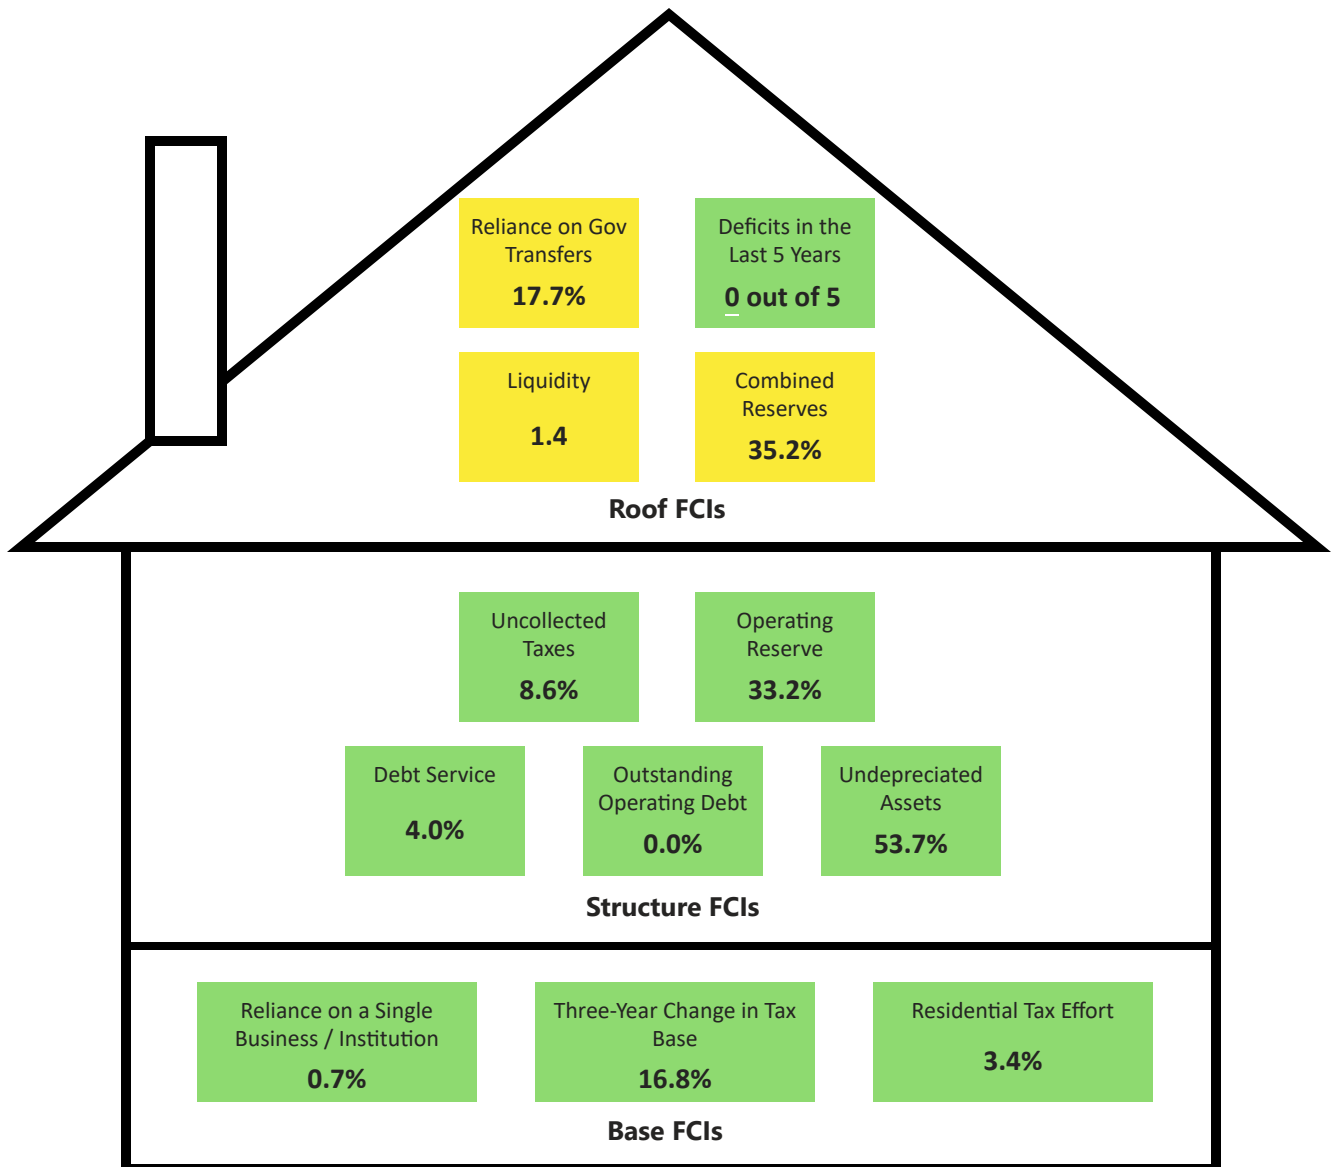 Reliance on Gov
Transfers
17.7%
Deficits in the
Last 5 Years
0 out of 5
Liquidity
1.4
Combined
Reserves
35.2%
Roof FCIs
Uncollected
Taxes
8.6%
Operating
Reserve
33.2%
Debt Service
4.0%
Outstanding
Operating Debt
0.0%
Undepreciated
Assets
53.7%
Structure FCIs
Reliance on a Single
Business / Institution
0.7%
Three-Year Change in Tax
Base
16.8%
Residential Tax Effort
3.4%
Base FCIs